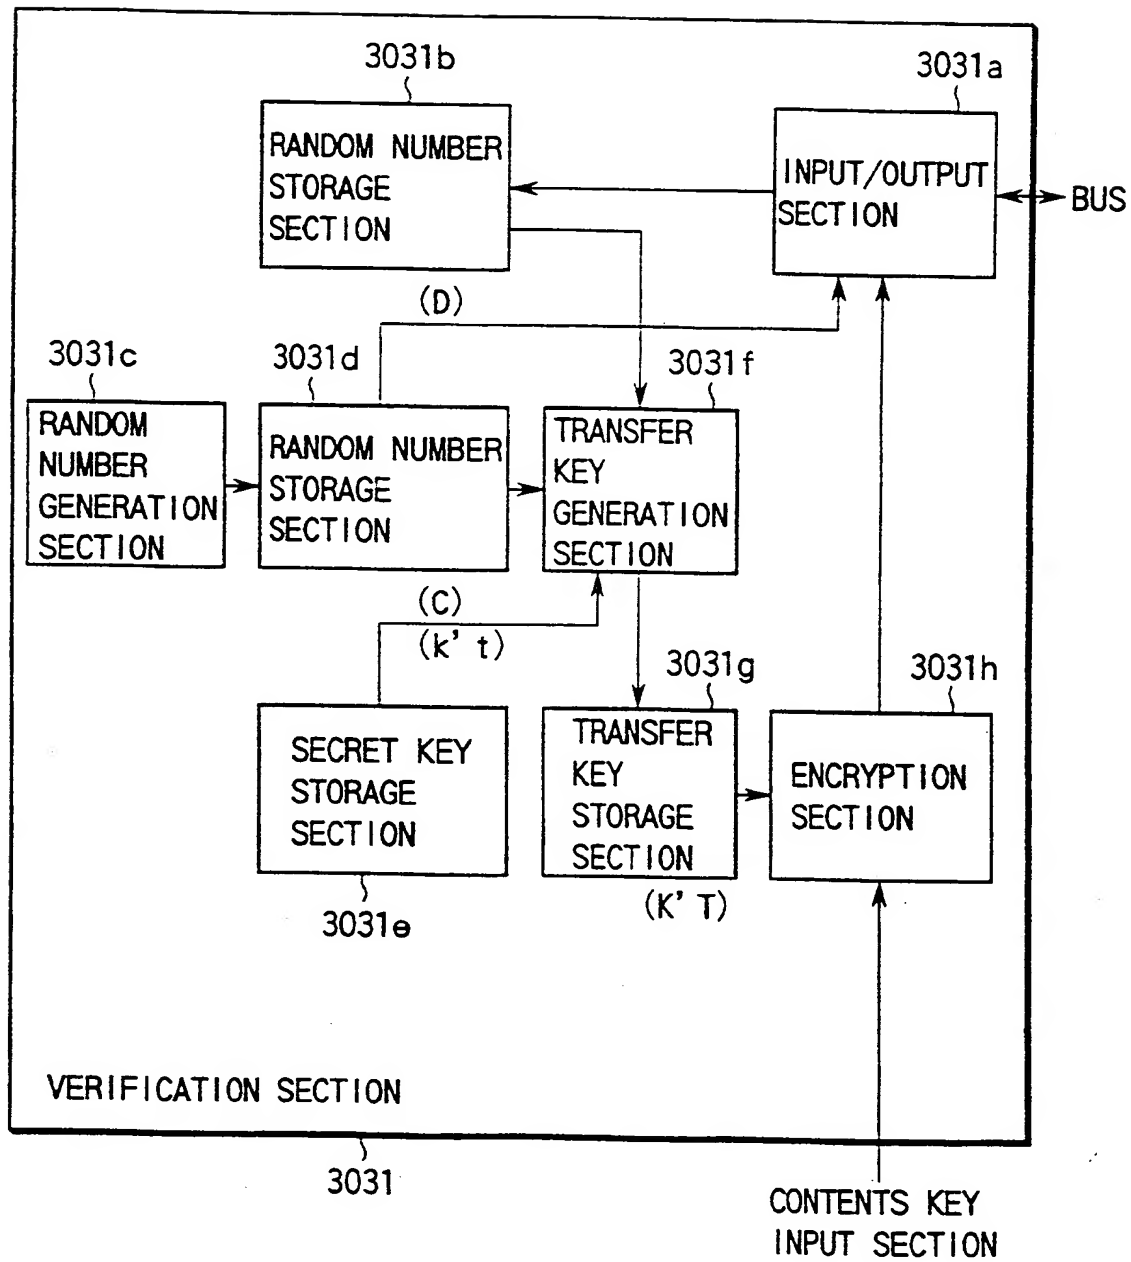 3031b
3031a
RANDOM NUMBER
STORAGE
SECTION
INPUT/OUTPUT
SECTION
BUS
(D)
3031c
3031d
3031f
RANDOM
NUMBER
GENERATION
SECTION
RANDOM NUMBER
STORAGE
SECTION
TRANSFER
KEY
GENERATION
SECTION
(C)
(k' t)
3031g
3031h
SECRET KEY
STORAGE
SECTION
TRANSFER
KEY
STORAGE
SECTION
ENCRYPTION
SECTION
(K' T)
3031e
VERIFICATION SECTION
3031
CONTENTS KEY
INPUT SECTION